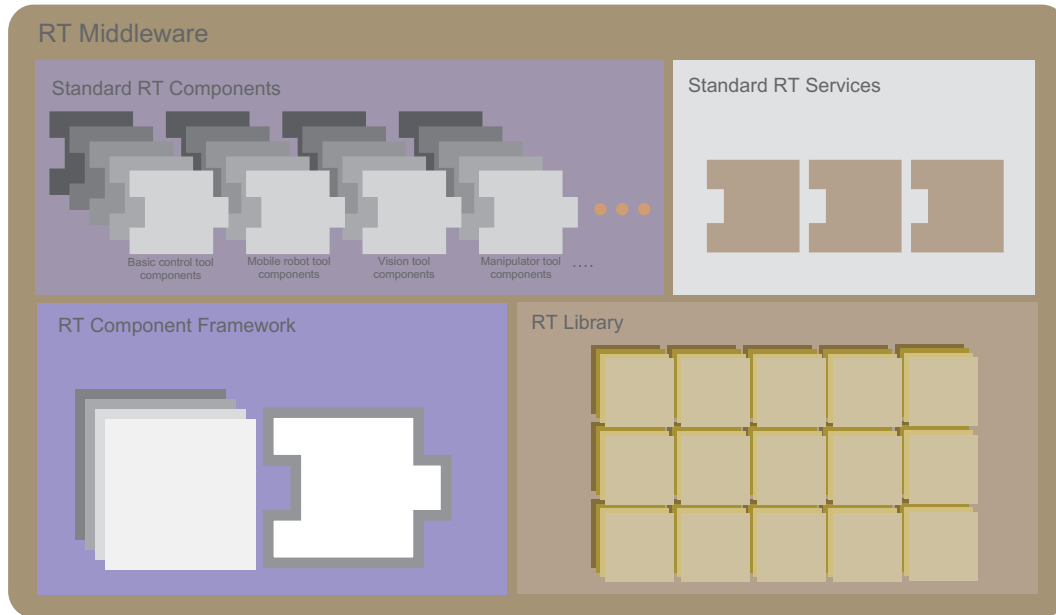 RT Middleware
Standard RT Components
Standard RT Services
Basic control tool
components
Mobile robot tool
components
Vision tool
components
Manipulator tool
components
....
RT Component Framework
RT Library